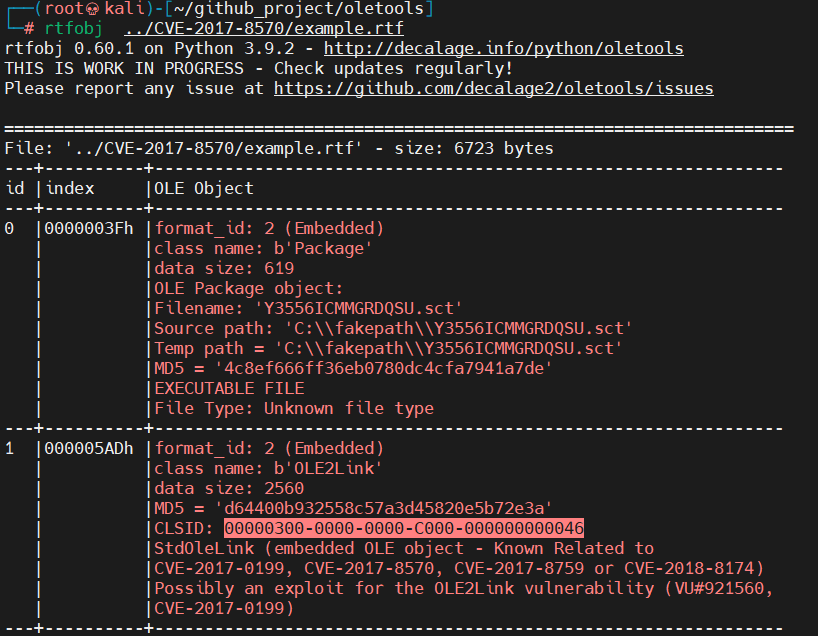 ┌──(root💀kali)-[~/github_project/oletools]
└─# rtfobj  ../CVE-2017-8570/example.rtf
rtfobj 0.60.1 on Python 3.9.2 - http://decalage.info/python/oletools
THIS IS WORK IN PROGRESS - Check updates regularly!
Please report any issue at https://github.com/decalage2/oletools/issues
===============================================================================
File: '../CVE-2017-8570/example.rtf' - size: 6723 bytes
---+----------+---------------------------------------------------------------
id |index     |OLE Object
---+----------+---------------------------------------------------------------
0  |0000003Fh |format_id: 2 (Embedded)
   |          |class name: b'Package'
   |          |data size: 619
   |          |OLE Package object:
   |          |Filename: 'Y3556ICMMGRDQSU.sct'
   |          |Source path: 'C:\\fakepath\\Y3556ICMMGRDQSU.sct'
   |          |Temp path = 'C:\\fakepath\\Y3556ICMMGRDQSU.sct'
   |          |MD5 = '4c8ef666ff36eb0780dc4cfa7941a7de'
   |          |EXECUTABLE FILE
   |          |File Type: Unknown file type
---+----------+---------------------------------------------------------------
1  |000005ADh |format_id: 2 (Embedded)
   |          |class name: b'OLE2Link'
   |          |data size: 2560
   |          |MD5 = 'd64400b932558c57a3d45820e5b72e3a'
   |          |CLSID: 00000300-0000-0000-C000-000000000046
   |          |StdOleLink (embedded OLE object - Known Related to
   |          |CVE-2017-0199, CVE-2017-8570, CVE-2017-8759 or CVE-2018-8174)
   |          |Possibly an exploit for the OLE2Link vulnerability (VU#921560,
   |          |CVE-2017-0199)
---+----------+---------------------------------------------------------------